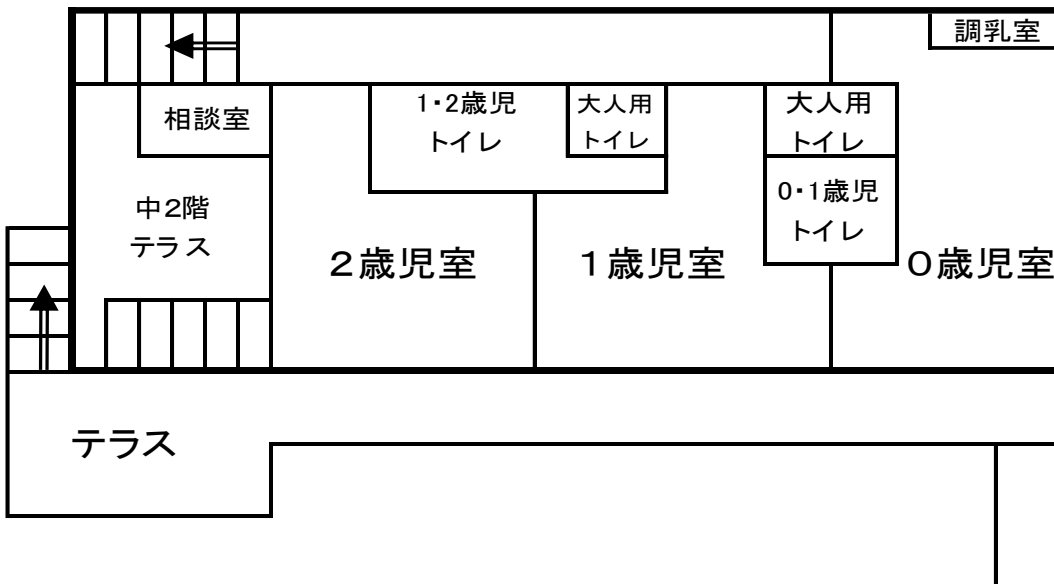 調乳室
相談室
1・2歳児
トイレ
大人用
トイレ
大人用
トイレ
0・1歳児
トイレ
中2階
テラス
2歳児室
1歳児室
0歳児室
テラス